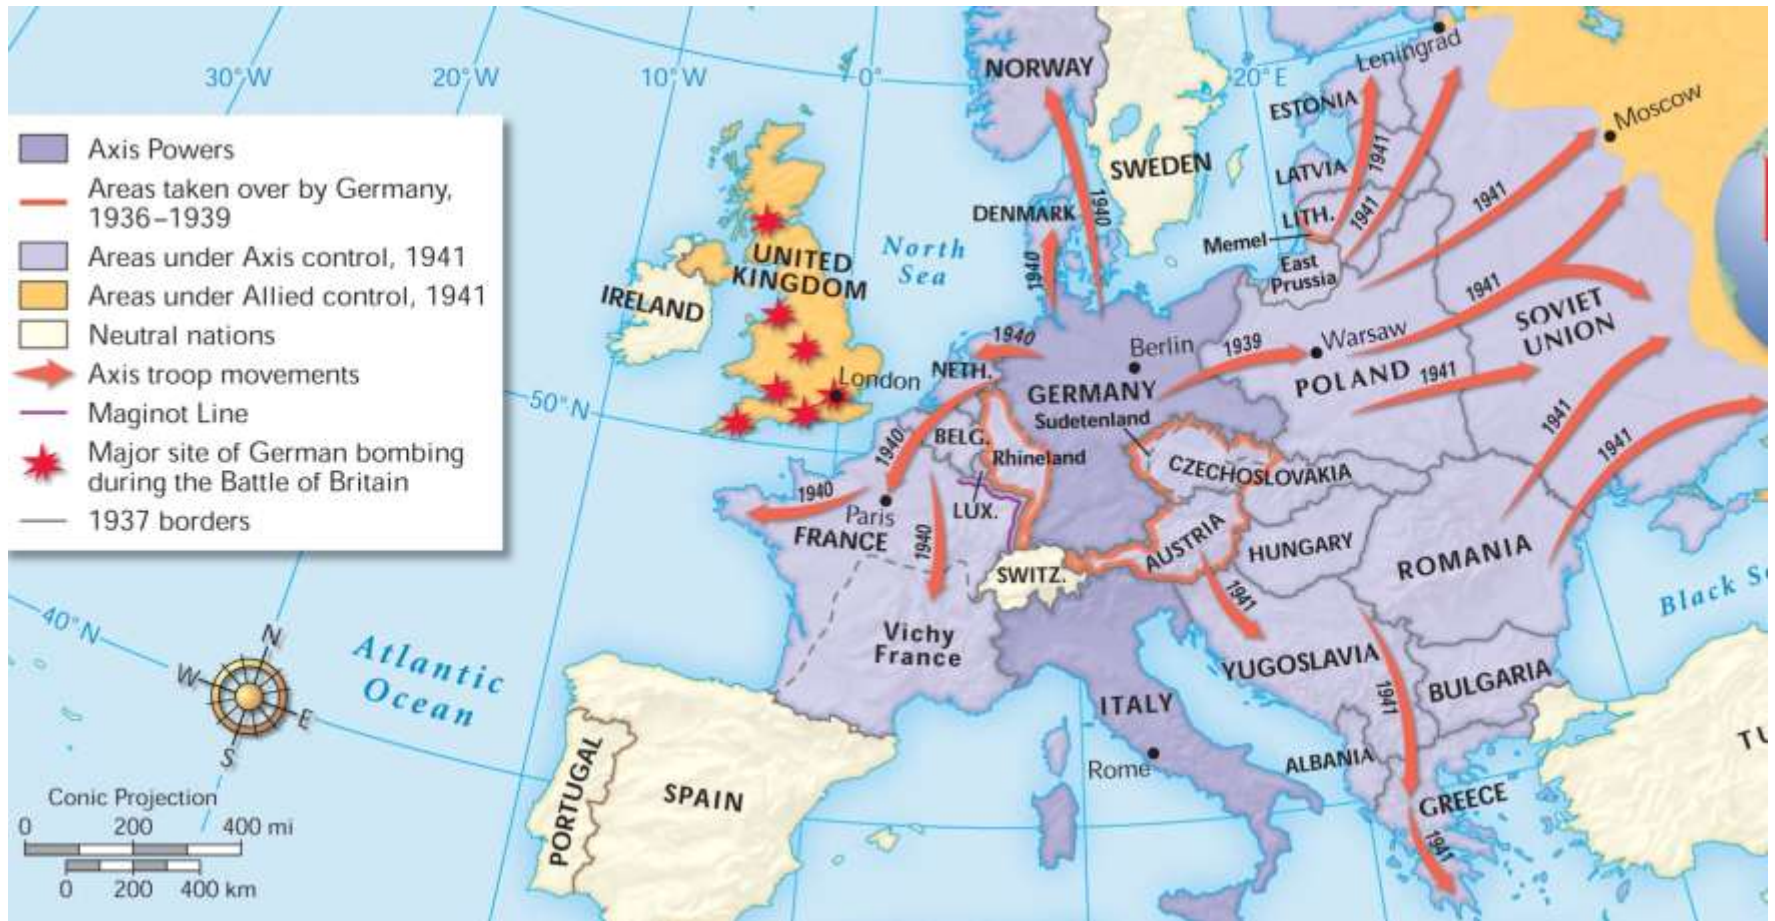 30°W
20°W
10°W
0°
20°E
Axis Powers
Areas taken over by Germany,
1936–1939
Areas under Axis control, 1941
Areas under Allied control, 1941
Neutral nations
Axis troop movements
Maginot Line
Major site of German bombing
during the Battle of Britain
1937 borders
NORWAY
Leningrad
ESTONIA
Moscow
1941
SWEDEN
LATVIA
1941
1941
DENMARK
1940
LITH.
Memel
East
Prussia
North
Sea
UNITED
KINGDOM
IRELAND
1940
1941
SOVIET
UNION
1940
Berlin
1939
Warsaw
London
NETH.
GERMANY
POLAND
1941
50°N
Sudetenland
1941
1940
BELG.
Rhineland
CZECHOSLOVAKIA
1941
1940
Paris
LUX.
FRANCE
1940
AUSTRIA
HUNGARY
ROMANIA
SWITZ.
1941
Black
40°N
N
W
E
S
Atlantic
Ocean
Vichy
France
YUGOSLAVIA
BULGARIA
1941
ITALY
Rome
ALBANIA
GREECE
1941
PORTUGAL
SPAIN
Conic Projection
0 200 400 mi
0 200 400 km